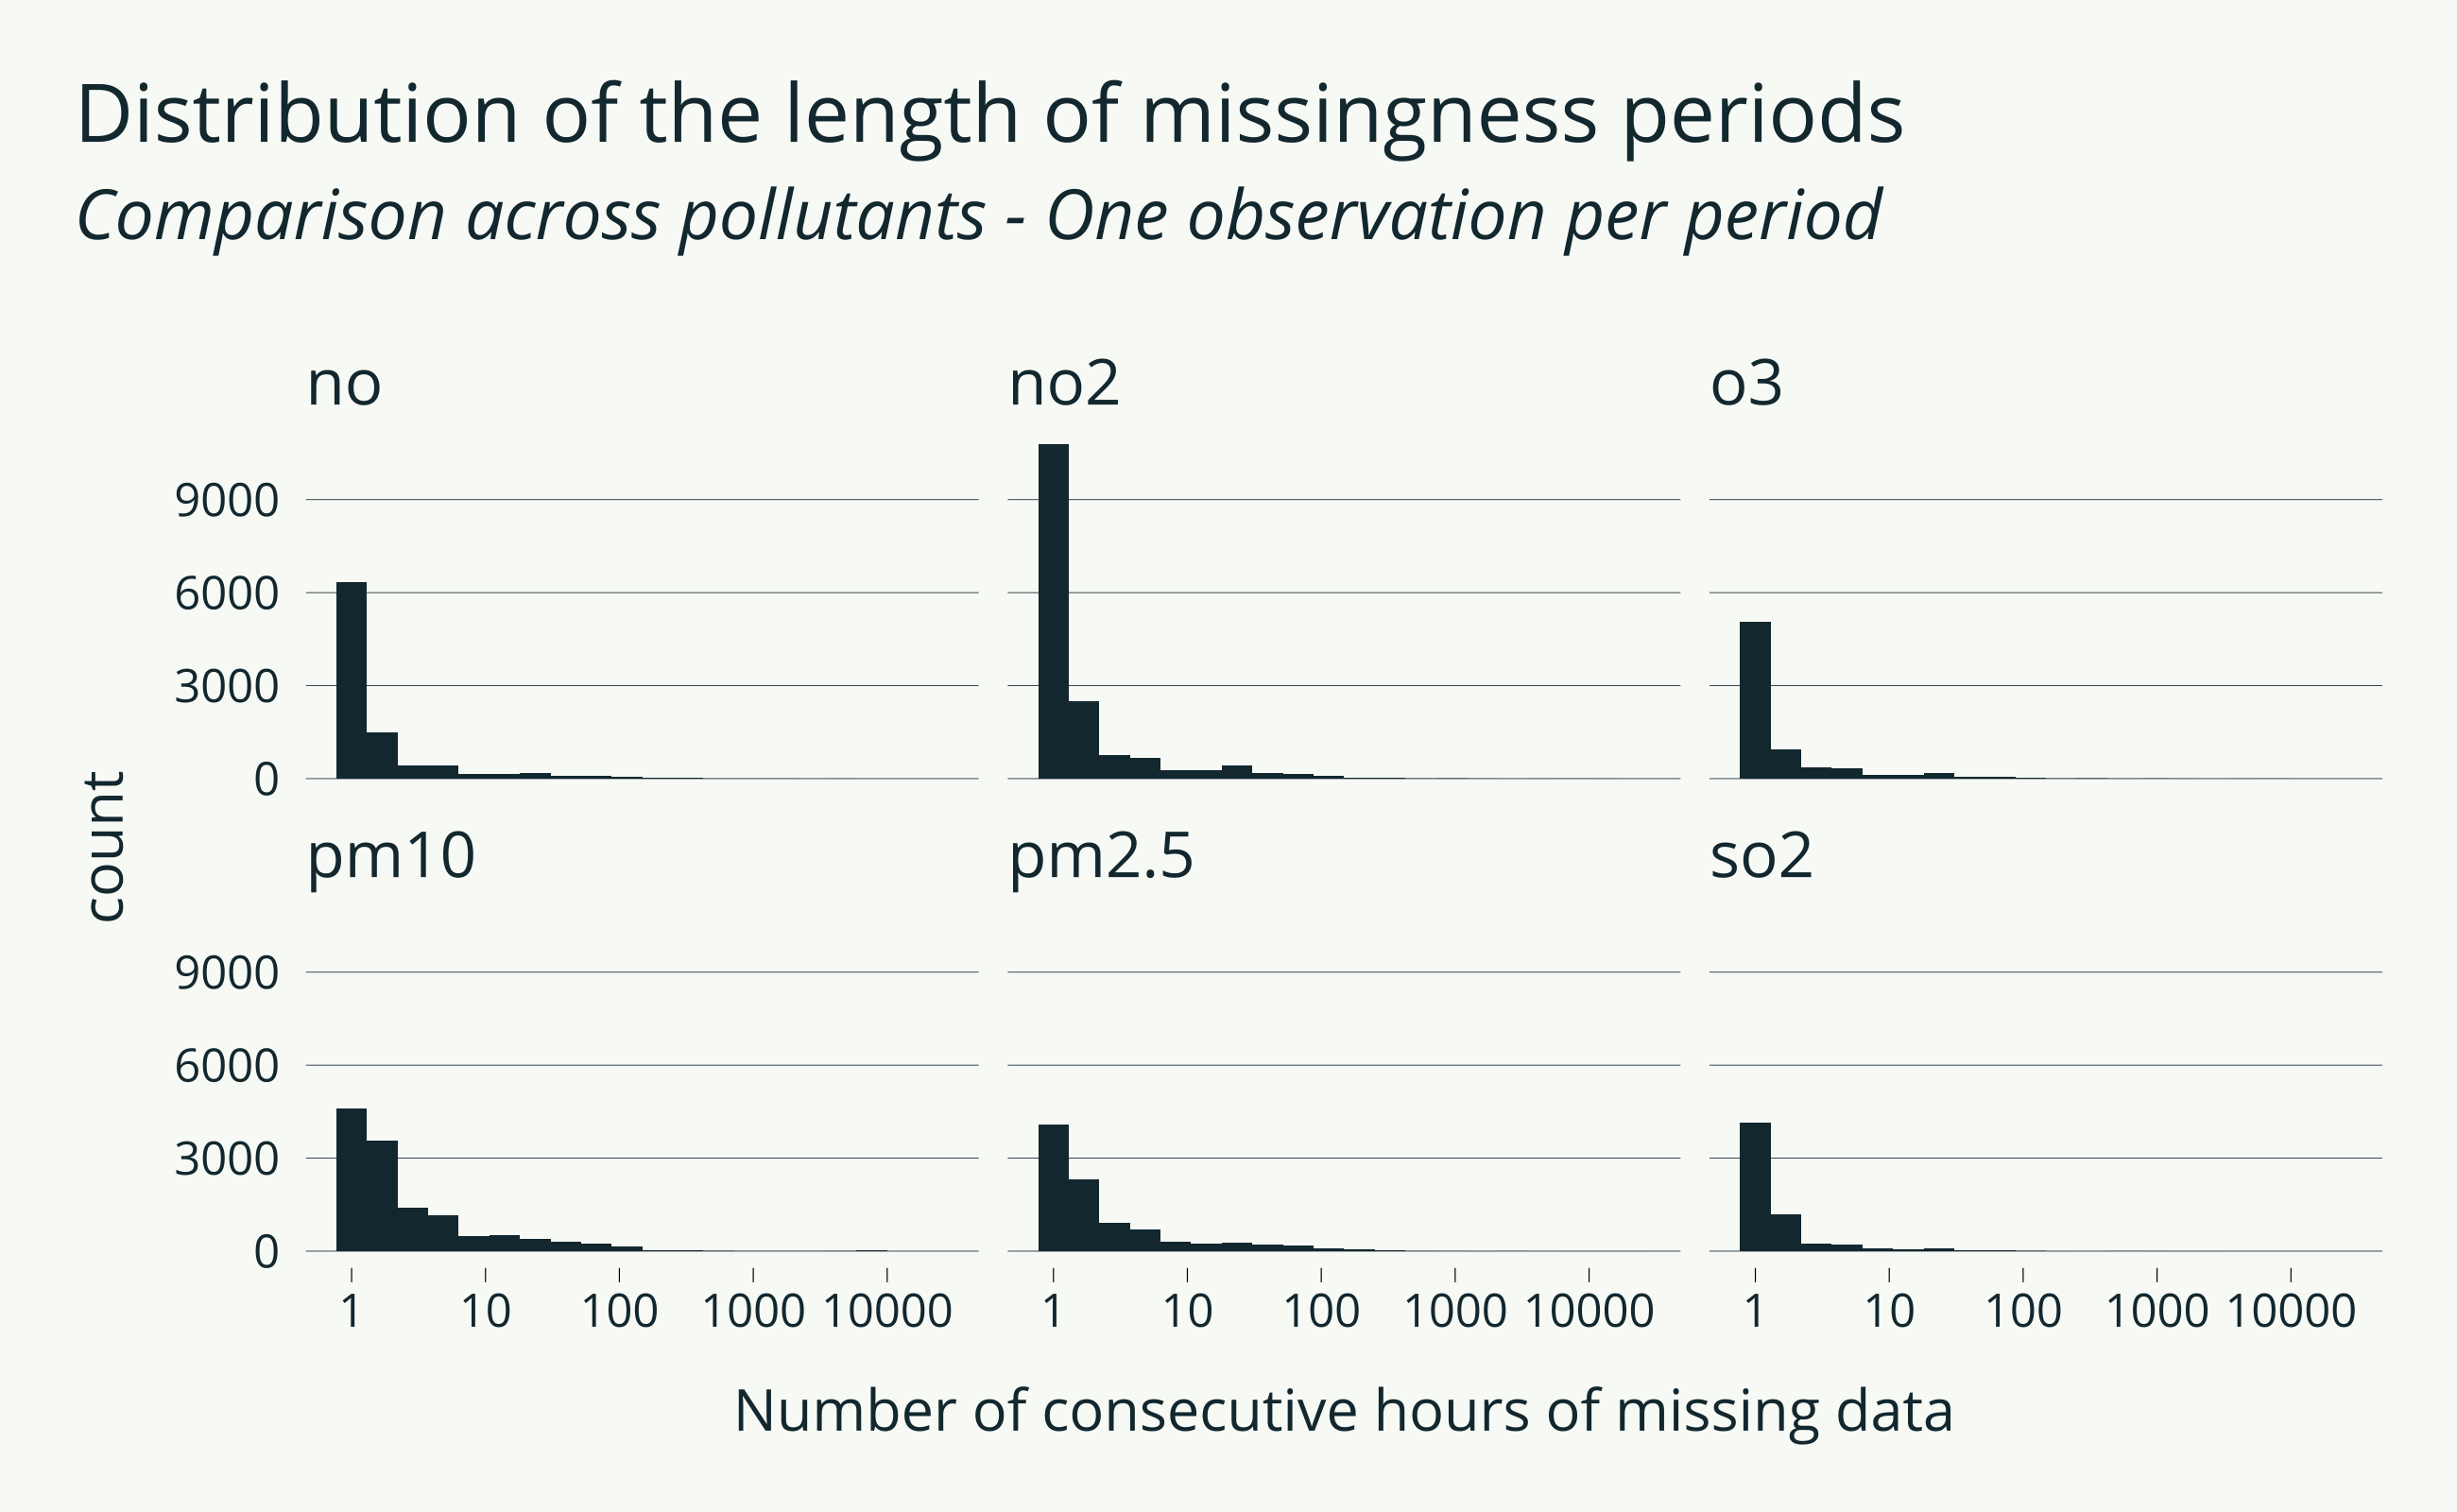 Distribution of the length of missingness periods
Comparison across pollutants - One observation per period
no
no2
o3
9000
6000
3000
0
count
pm10
pm2.5
so2
9000
6000
3000
0
1 10 100 1000 10000
1 10 100 1000 10000
1 10 100 1000 10000
Number of consecutive hours of missing data